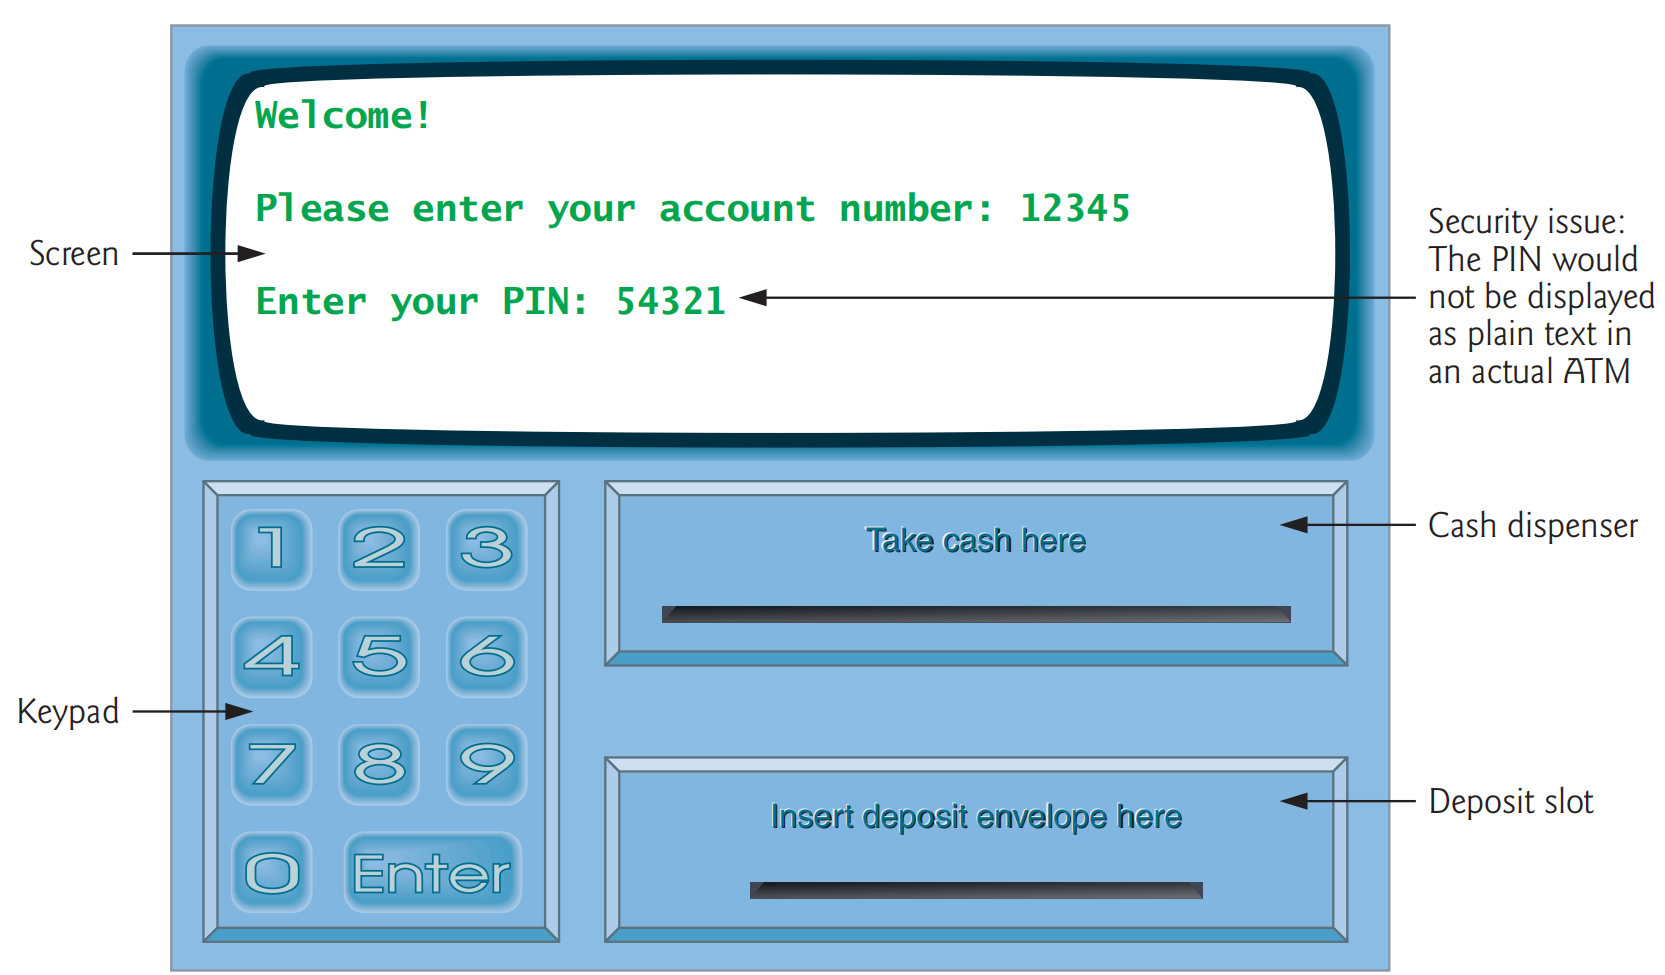 Welcome!
Please enter your account number: 12345
Screen
Enter your PIN: 54321
Security issue:
The PIN would
not be displayed
as plain text in
an actual ATM
1 2 3
4 5 6
7 8 9
0 Enter
Keypad
Take cash here
Cash dispenser
Insert deposit envelope here
Deposit slot